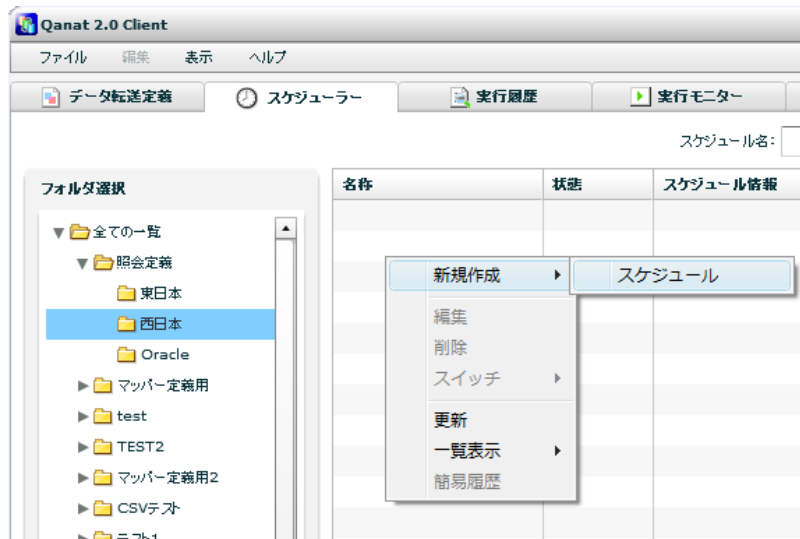 Qanat 2.0 Client
ファイル 編集 表示 ヘルプ
データ転送定義 スケジューラー 実行履歴 実行モニター
スケジュール名:
フォルダ選択
名称 状態 スケジュール情報
全ての一覧
照会定義
東日本
西日本
Oracle
マッパー定義用
test
TEST2
マッパー定義用2
CSVテスト
テスト1
新規作成 スケジュール
編集
削除
スイッチ
更新
一覧表示
簡易履歴